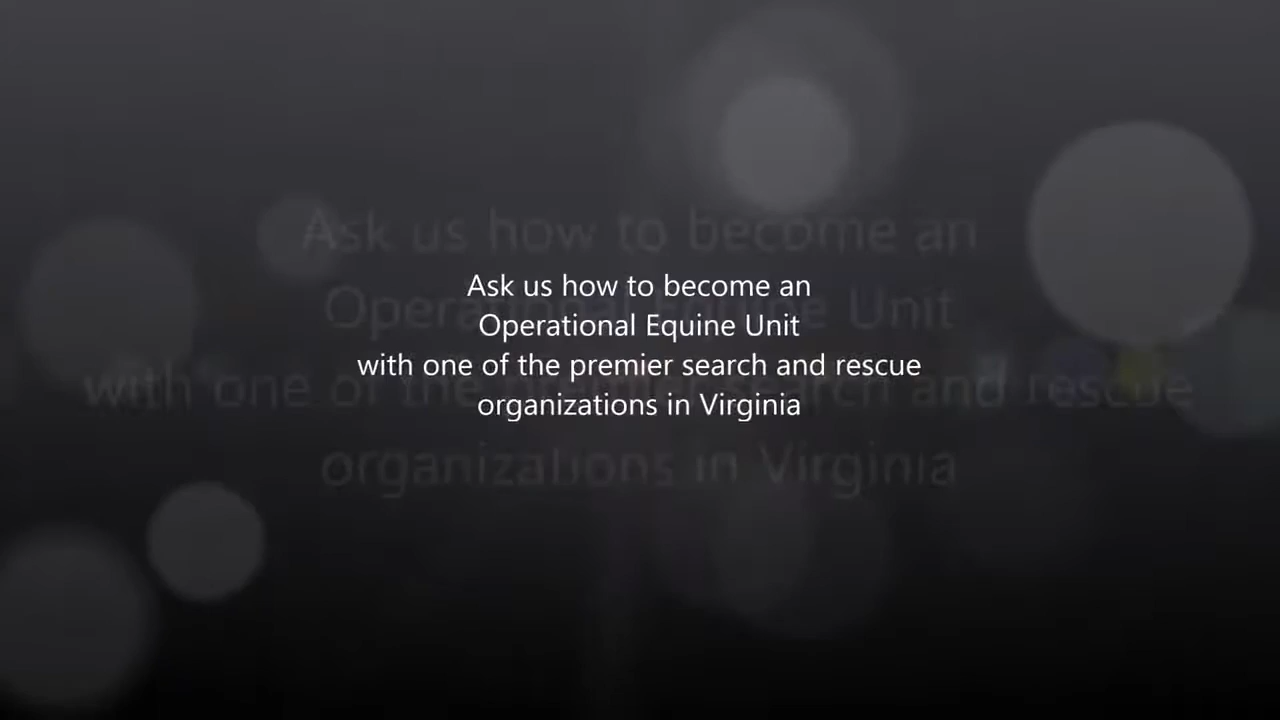 Ask us how to become an
Operational Equine Unit
with one of the premier search and rescue
organizations in Virginia